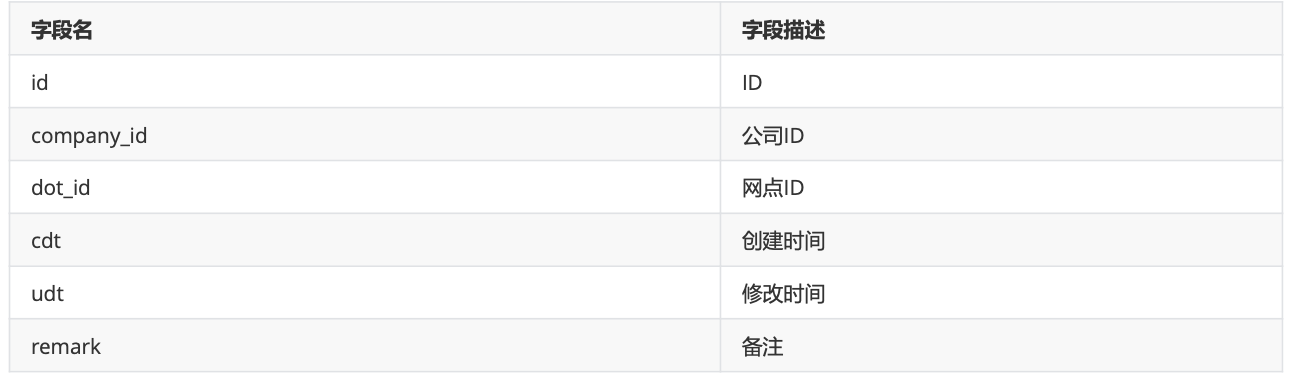 字段名 字段描述
id ID
company_id 公司ID
dot_id 网点ID
cdt 创建时间
udt 修改时间
remark 备注